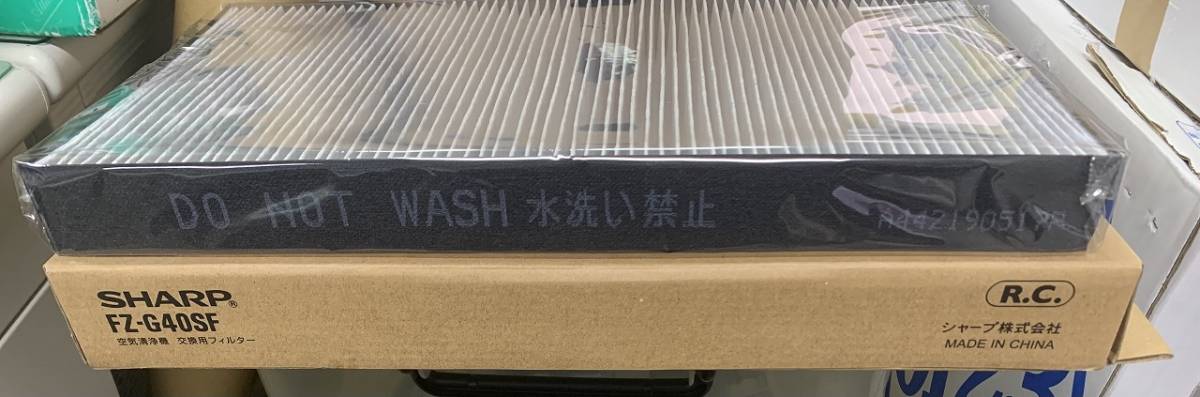 DO NOT WASH 水洗い禁止
SHARP®
FZ-G40SF
空気清浄機 交換用フィルター
R.C.
シャープ株式会社
MADE IN CHINA